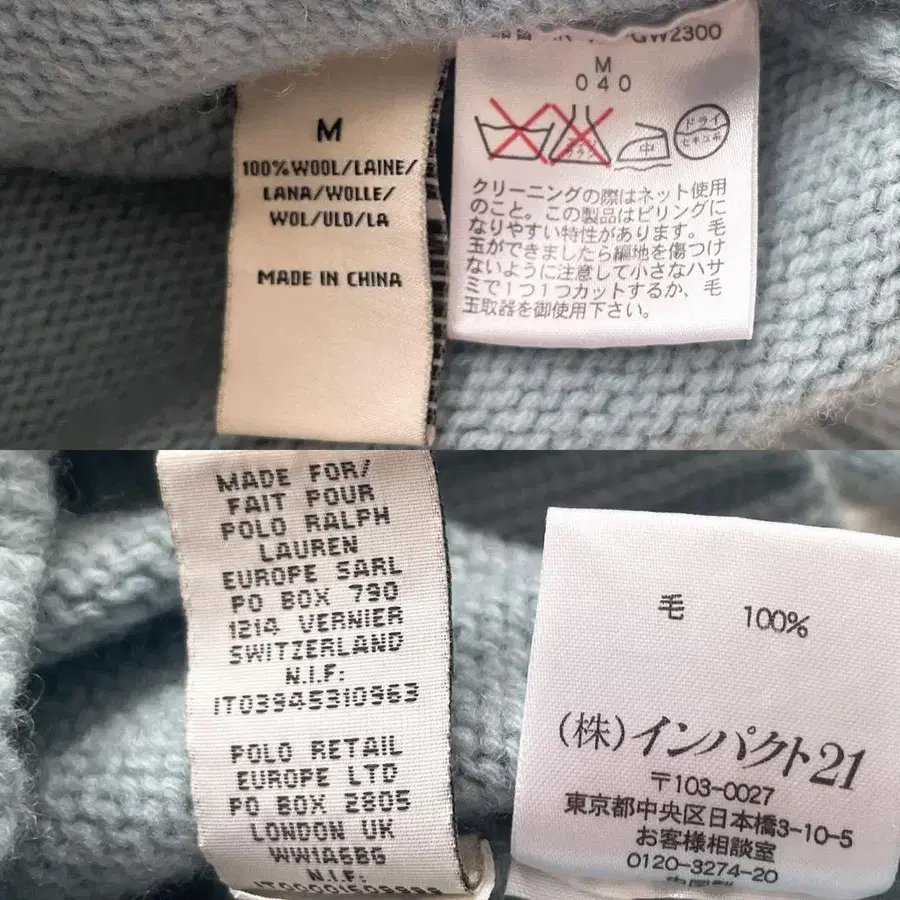 M
100%WOOL/LAINE/
LANA/WOLLE/
WOL/ULD/LA
MADE IN CHINA
GW2300
M
040
中
ドライ
セキユ系
クリーニングの際はネット使用
のこと。この製品はピリングに
なりやすい特性があります。毛
玉ができましたら編地を傷つけ
ないように注意して小さなハサ
ミで1つ1つカットするか、毛
玉取器を御使用下さい。
MADE FOR/
FAIT POUR
POLO RALPH
LAUREN
EUROPE SARL
PO BOX 790
1214 VERNIER
SWITZERLAND
N.I.F:
IT03945310963
POLO RETAIL
EUROPE LTD
PO BOX 2805
LONDON UK
WW1A6BG
N.I.F:
毛 100%
(株)インパクト21
〒103-0027
東京都中央区日本橋3-10-5
お客様相談室
0120-3274-20